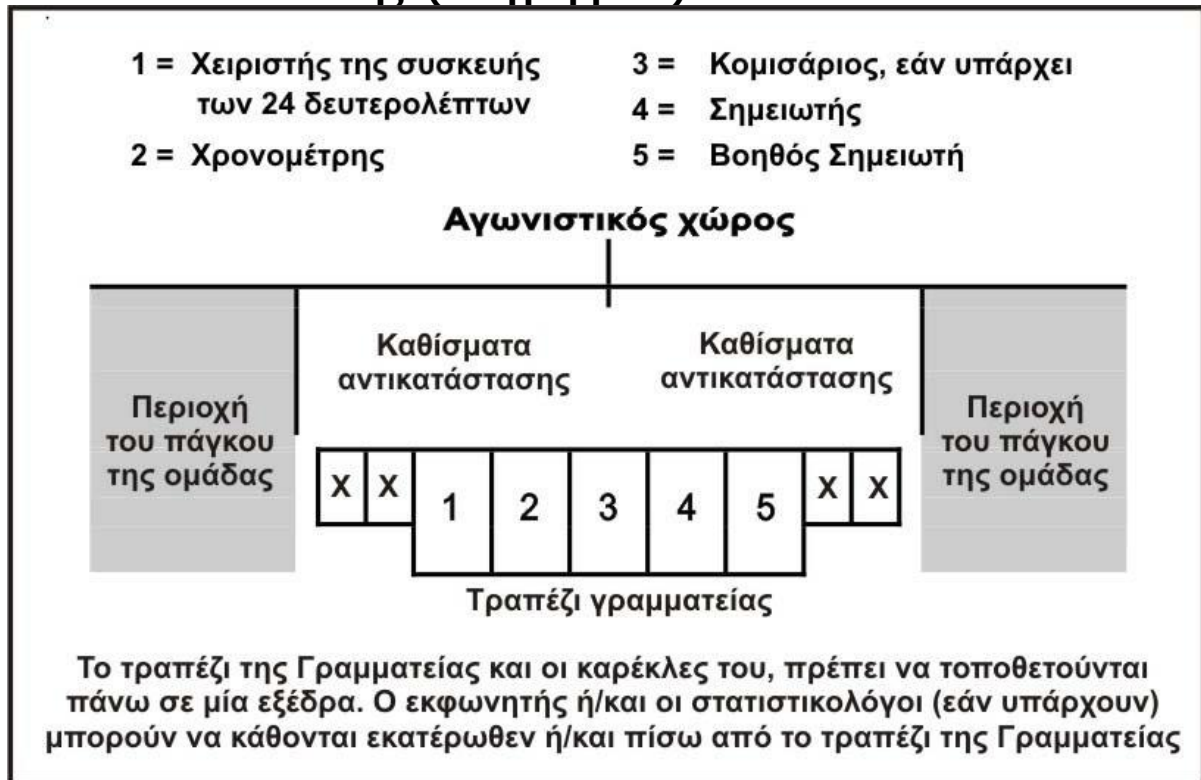 1 = Χειριστής της συσκευής
των 24 δευτερολέπτων
2 = Χρονομέτρης
3 = Κομισάριος, εάν υπάρχει
4 = Σημειωτής
5 = Βοηθός Σημειωτή
Αγωνιστικός χώρος
Περιοχή
του πάγκου
της ομάδας
Καθίσματα
αντικατάστασης
Καθίσματα
αντικατάστασης
Περιοχή
του πάγκου
της ομάδας
X X 1 2 3 4 5 X X
Τραπέζι γραμματείας
Το τραπέζι της Γραμματείας και οι καρέκλες του, πρέπει να τοποθετούνται
πάνω σε μία εξέδρα. Ο εκφωνητής ή/και οι στατιστικολόγοι (εάν υπάρχουν)
μπορούν να κάθονται εκατέρωθεν ή/και πίσω από το τραπέζι της Γραμματείας